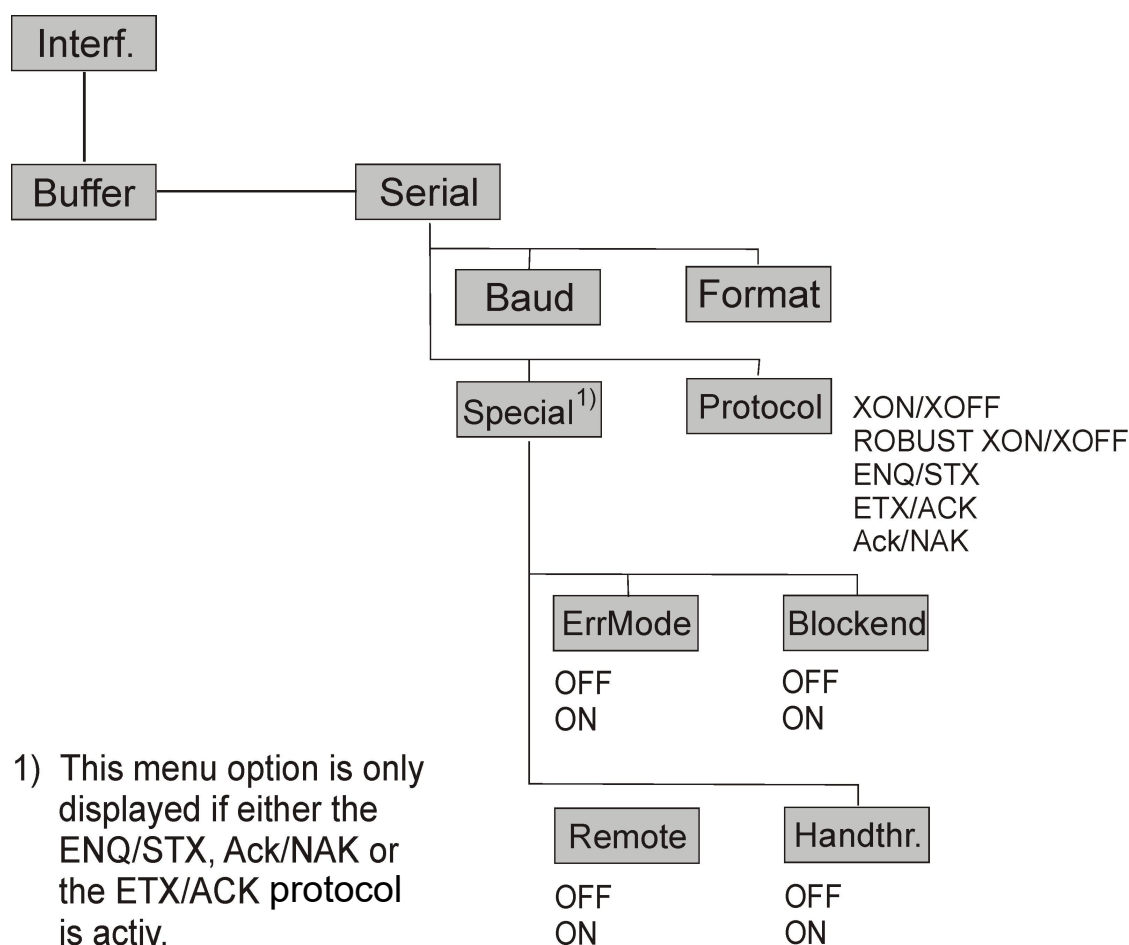 Interf.
Buffer
Serial
Baud
Format
Special1)
Protocol
XON/XOFF
ROBUST XON/XOFF
ENQ/STX
ETX/ACK
Ack/NAK
ErrMode
OFF
ON
Blockend
OFF
ON
Remote
OFF
ON
Handthr.
OFF
ON
1) This menu option is only
displayed if either the
ENQ/STX, Ack/NAK or
the ETX/ACK protocol
is activ.